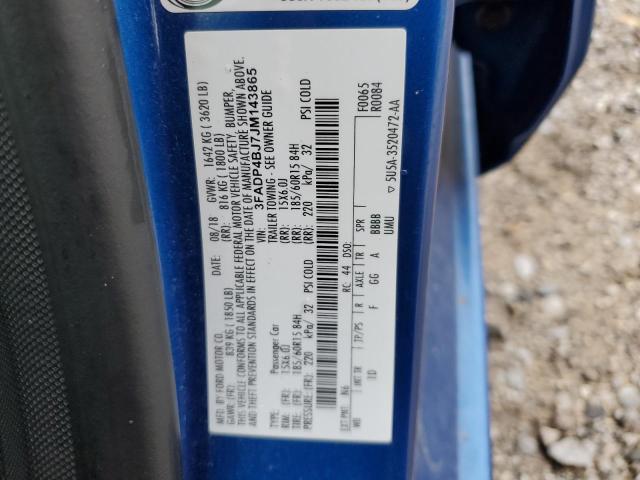 MFD. BY FORD MOTOR CO.
DATE: 08/18 GVWR: 1642 KG ( 3620 LB)
GAWR: (FR): 839 KG ( 1850 LB) (RR): 816 KG ( 1800 LB)
THIS VEHICLE CONFORMS TO ALL APPLICABLE FEDERAL MOTOR VEHICLE SAFETY, BUMPER,
AND THEFT PREVENTION STANDARDS IN EFFECT ON THE DATE OF MANUFACTURE SHOWN ABOVE.
VIN: 3FADP4BJ7JM143865
TYPE: Passenger Car TRAILER TOWING - SEE OWNER GUIDE
RIM: (FR): 15X6.0J (RR): 15X6.0J
TIRE: (FR): 185/60R15 84H (RR): 185/60R15 84H
PRESSURE: (FR): 220 kPa/ 32 PSI COLD (RR): 220 kPa/ 32 PSI COLD
F0065
EXT PNT: N6 RC: 44 DSO: R0084
WB INT TR TP/PS R AXLE TR SPR
1D F GG A BBBB
UMU ▽ 5U5A-3520472-AA